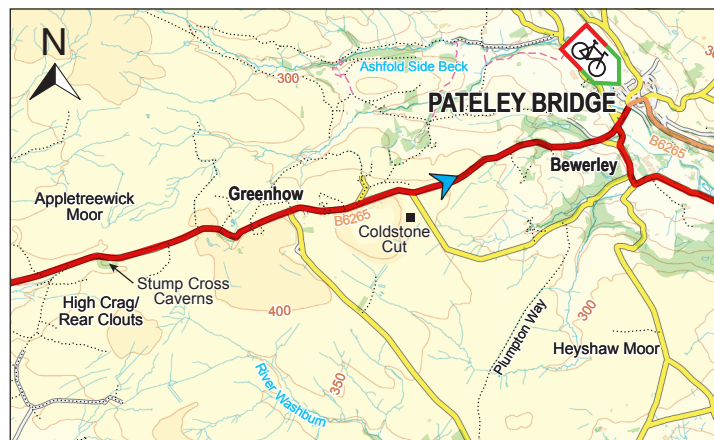 N
300
Ashfold Side Beck
PATELEY BRIDGE
B6265
Bewerley
Appletreewick
Moor
Greenhow
B6265
Coldstone
Cut
Stump Cross
Caverns
High Crag/
Rear Clouts
400
Plumpton Way
300
Heyshaw Moor
350
River Washburn